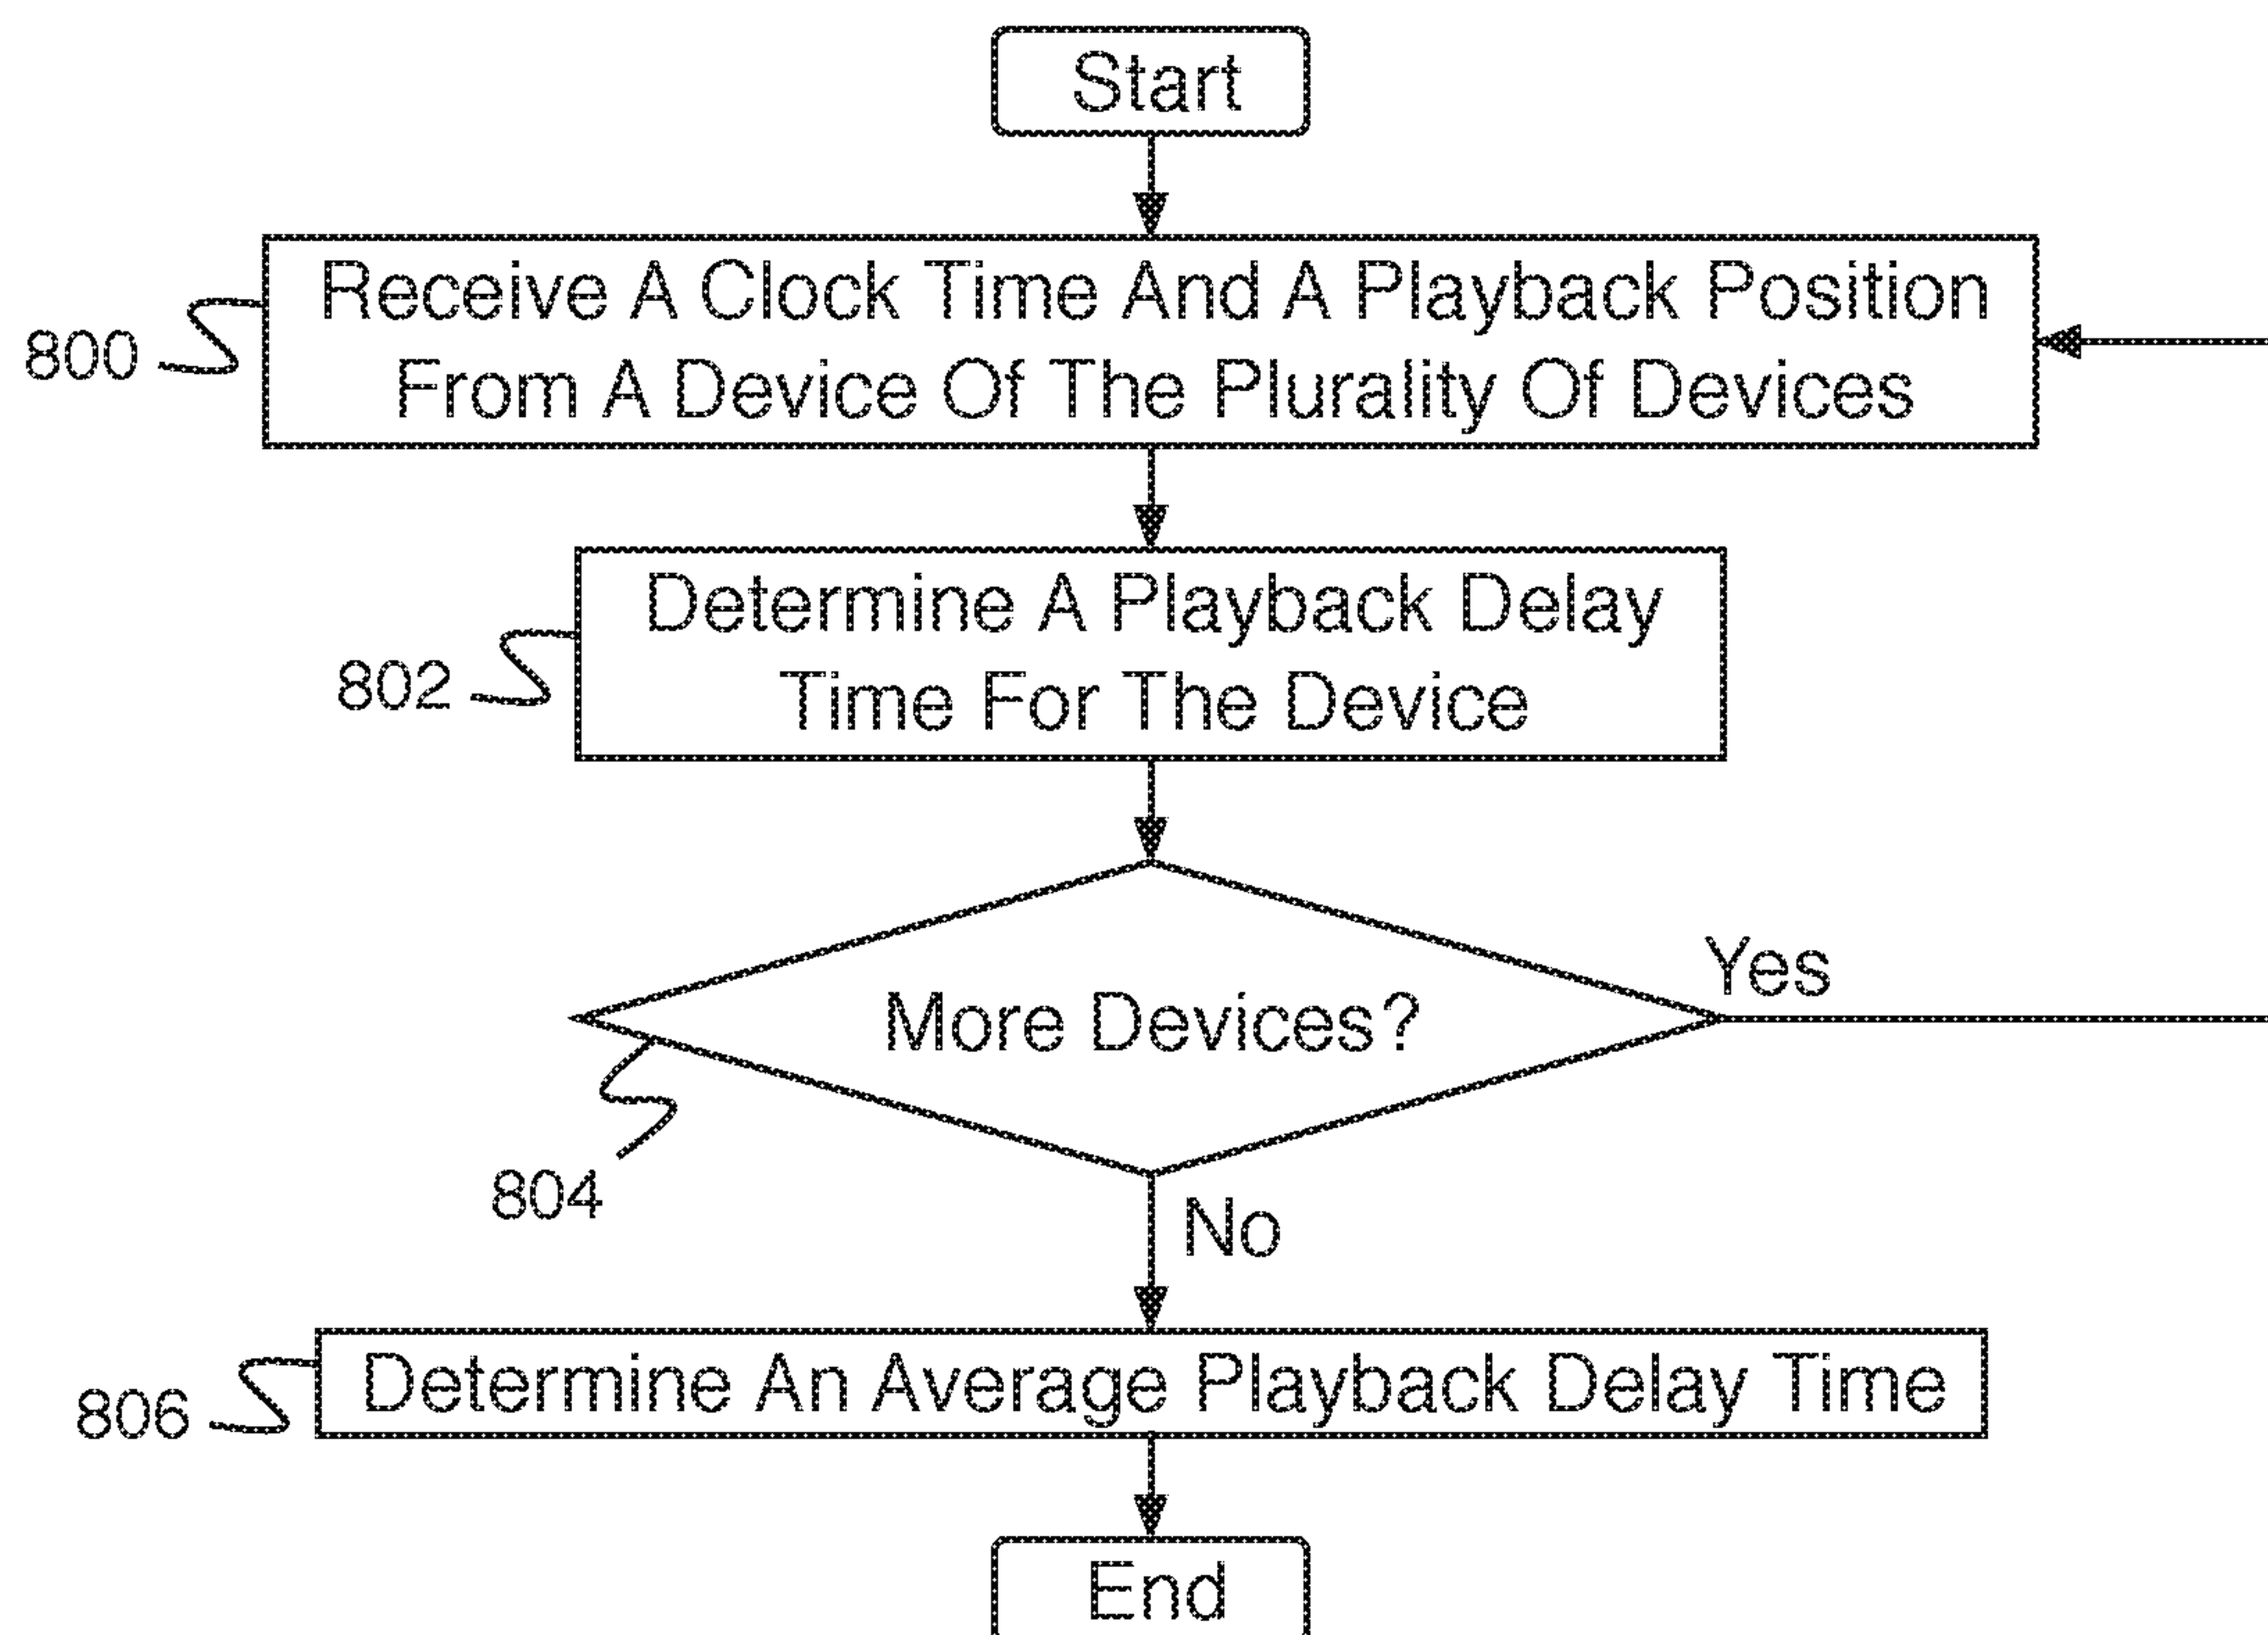 Start
Receive A Clock Time And A Playback Position
From A Device Of The Plurality Of Devices
800
Determine A Playback Delay
Time For The Device
802
More Devices?
Yes
804
No
Determine An Average Playback Delay Time
806
End